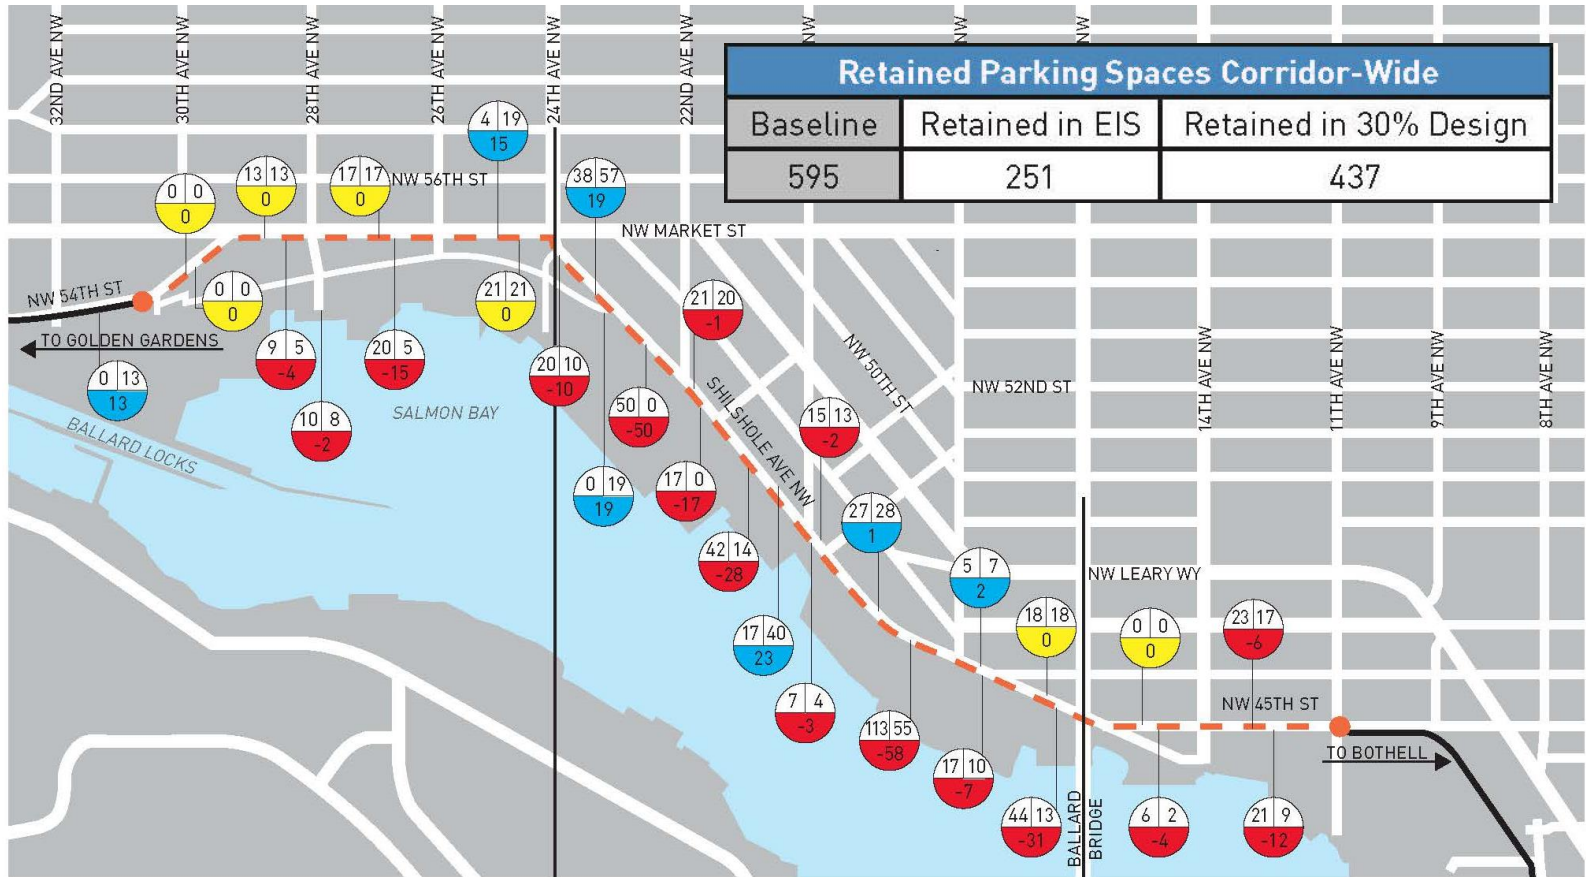 32ND AVE NW
30TH AVE NW
28TH AVE NW
26TH AVE NW
24TH AVE NW
22ND AVE NW
NW
NW
NW
Retained Parking Spaces Corridor-Wide
Baseline Retained in EIS Retained in 30% Design
595 251 437
4 19
15
13 13
0
17 17
0
NW 56TH ST
38 57
19
0 0
0
NW MARKET ST
NW 54TH ST
0 0
0
21 21
0
21 20
-1
TO GOLDEN GARDENS
9 5
-4
20 5
-15
20 10
-10
0 13
13
10 8
-2
SALMON BAY
BALLARD LOCKS
50 0
-50
SHILSHOLE AVE NW
NW 50TH ST
NW 52ND ST
14TH AVE NW
11TH AVE NW
9TH AVE NW
8TH AVE NW
15 13
-2
0 19
19
17 0
-17
27 28
1
42 14
-28
5 7
2
NW LEARY WY
17 40
23
18 18
0
0 0
0
23 17
-6
7 4
-3
113 55
-58
NW 45TH ST
TO BOTHELL
17 10
-7
44 13
-31
BALLARD
BRIDGE
6 2
-4
21 9
-12